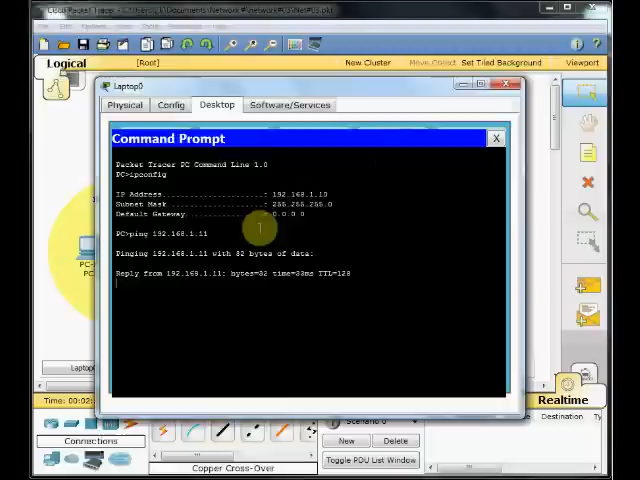 Logical
[Root]
New Cluster
Move Object
Set Tiled Background
Viewport
Laptop0
Physical
Config
Desktop
Software/Services
Command Prompt
X
Packet Tracer PC Command Line 1.0
PC>ipconfig
IP Address......................: 192.168.1.10
Subnet Mask.....................: 255.255.255.0
Default Gateway.................: 0.0.0.0
PC>ping 192.168.1.11
Pinging 192.168.1.11 with 32 bytes of data:
Reply from 192.168.1.11: bytes=32 time=33ms TTL=128
Realtime
Scenario 0
Destination
Connections
New
Delete
Toggle PDU List Window
Copper Cross-Over